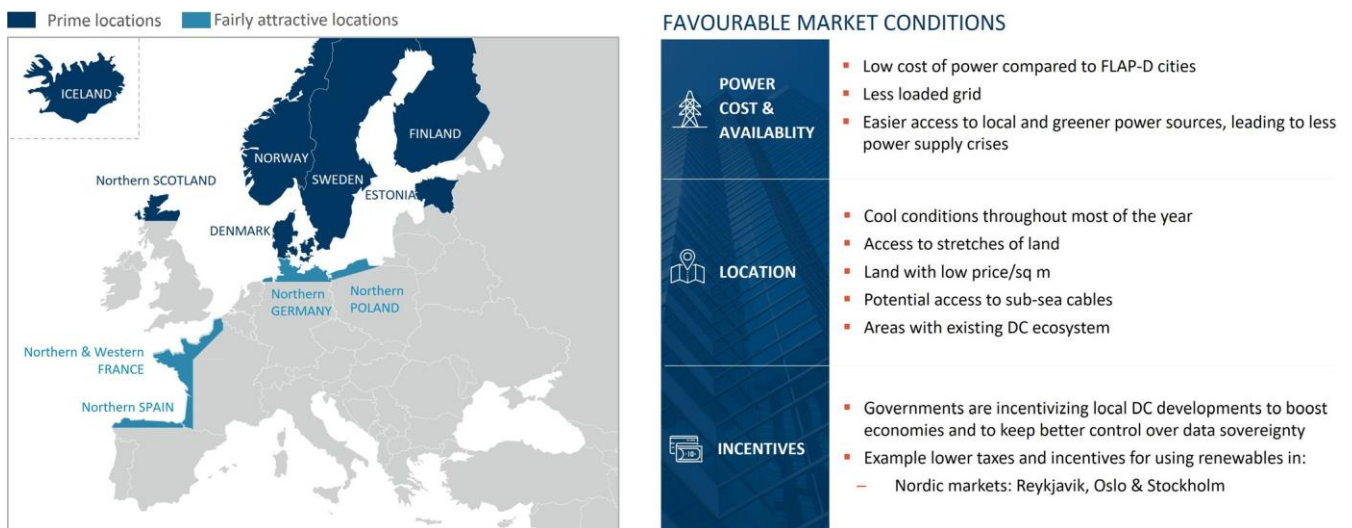 Prime locations
Fairly attractive locations
ICELAND
FINLAND
NORWAY
Northern SCOTLAND
SWEDEN
ESTONIA
DENMARK
Northern
GERMANY
Northern
POLAND
Northern & Western
FRANCE
Northern SPAIN
FAVOURABLE MARKET CONDITIONS
POWER
COST &
AVAILABLITY
Low cost of power compared to FLAP-D cities
Less loaded grid
Easier access to local and greener power sources, leading to less
power supply crises
LOCATION
Cool conditions throughout most of the year
Access to stretches of land
Land with low price/sq m
Potential access to sub-sea cables
Areas with existing DC ecosystem
INCENTIVES
Governments are incentivizing local DC developments to boost
economies and to keep better control over data sovereignty
Example lower taxes and incentives for using renewables in:
– Nordic markets: Reykjavik, Oslo & Stockholm